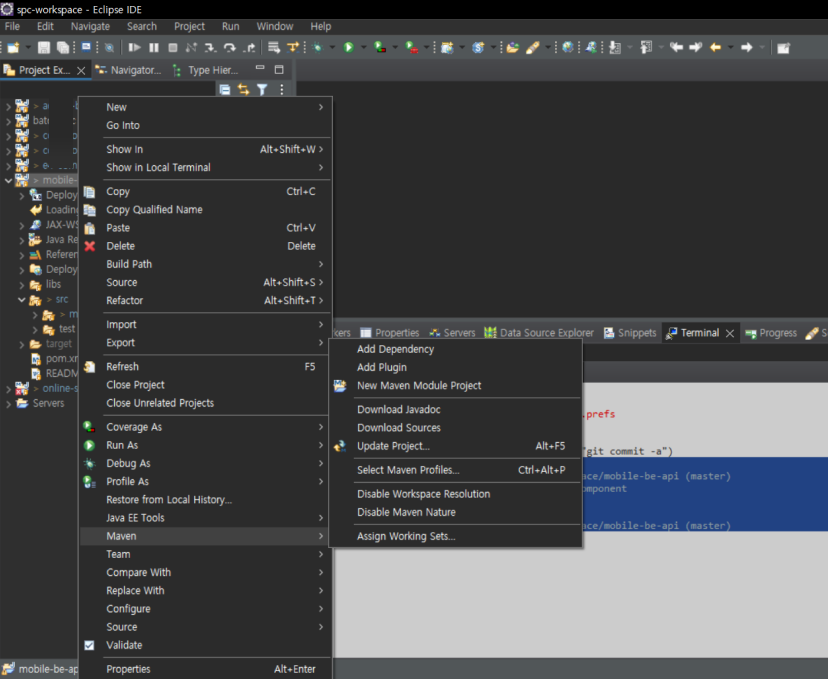 spc-workspace - Eclipse IDE
File Edit Navigate Search Project Run Window Help
Project Ex... Navigator... Type Hier...
> batc
> mobile-
Deploy
Loading
JAX-WS
Java Re
Referen
Deploy
libs
> src
> m
test
> target
pom.xm
READM
> online-s
Servers
mobile-be-ap
New
Go Into
Show In Alt+Shift+W >
Show in Local Terminal
Copy Ctrl+C
Copy Qualified Name
Paste Ctrl+V
Delete Delete
Build Path
Source Alt+Shift+S >
Refactor Alt+Shift+T >
Import
Export
Refresh F5
Close Project
Close Unrelated Projects
Coverage As
Run As
Debug As
Profile As
Restore from Local History...
Java EE Tools
Maven
Team
Compare With
Replace With
Configure
Source
Validate
Properties Alt+Enter
kers Properties Servers Data Source Explorer Snippets Terminal Progress S
Add Dependency
Add Plugin
New Maven Module Project
Download Javadoc
Download Sources
Update Project... Alt+F5
Select Maven Profiles... Ctrl+Alt+P
Disable Workspace Resolution
Disable Maven Nature
Assign Working Sets...
.prefs
"git commit -a")
ace/mobile-be-api (master)
omponent
ace/mobile-be-api (master)